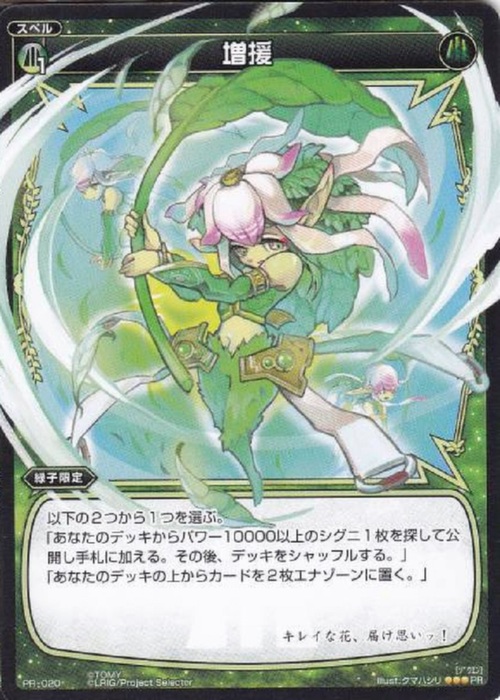 スペル
1
増援
緑子限定
以下の2つから1つを選ぶ。
「あなたのデッキからパワー10000以上のシグニ1枚を探して公
開し手札に加える。その後、デッキをシャッフルする。」
「あなたのデッキの上からカードを2枚エナゾーンに置く。」
キレイな花、届け思いッ!
PR-020
©TOMY
©LRIG/Project Selector
Illust.クマハシリ
PR